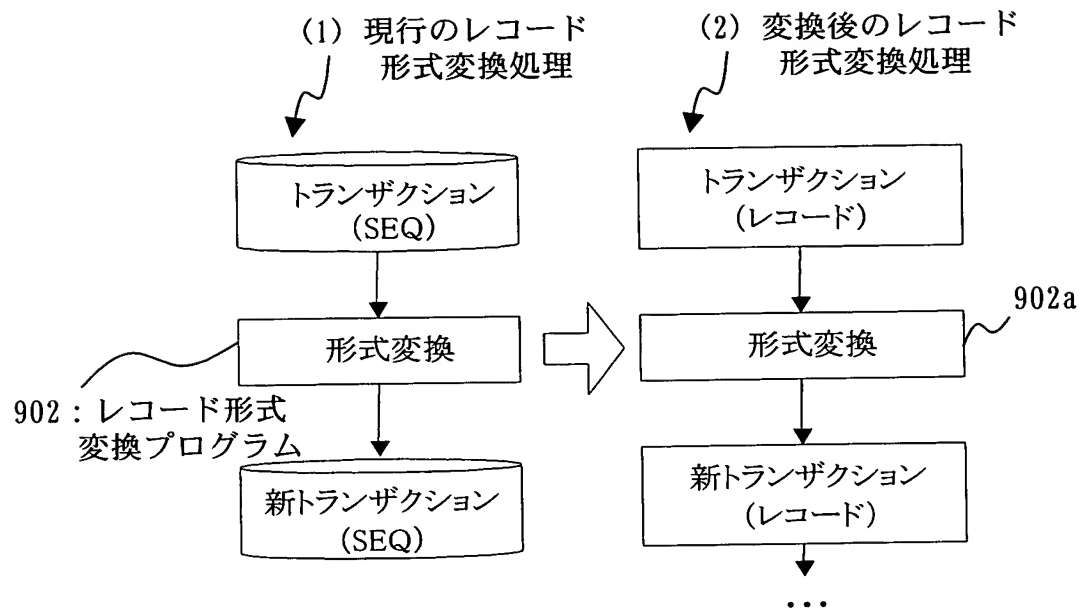 (1) 現行のレコード
形式変換処理
トランザクション
(SEQ)
形式変換
902：レコード形式
変換プログラム
新トランザクション
(SEQ)
(2) 変換後のレコード
形式変換処理
トランザクション
(レコード)
902a
形式変換
新トランザクション
(レコード)
...